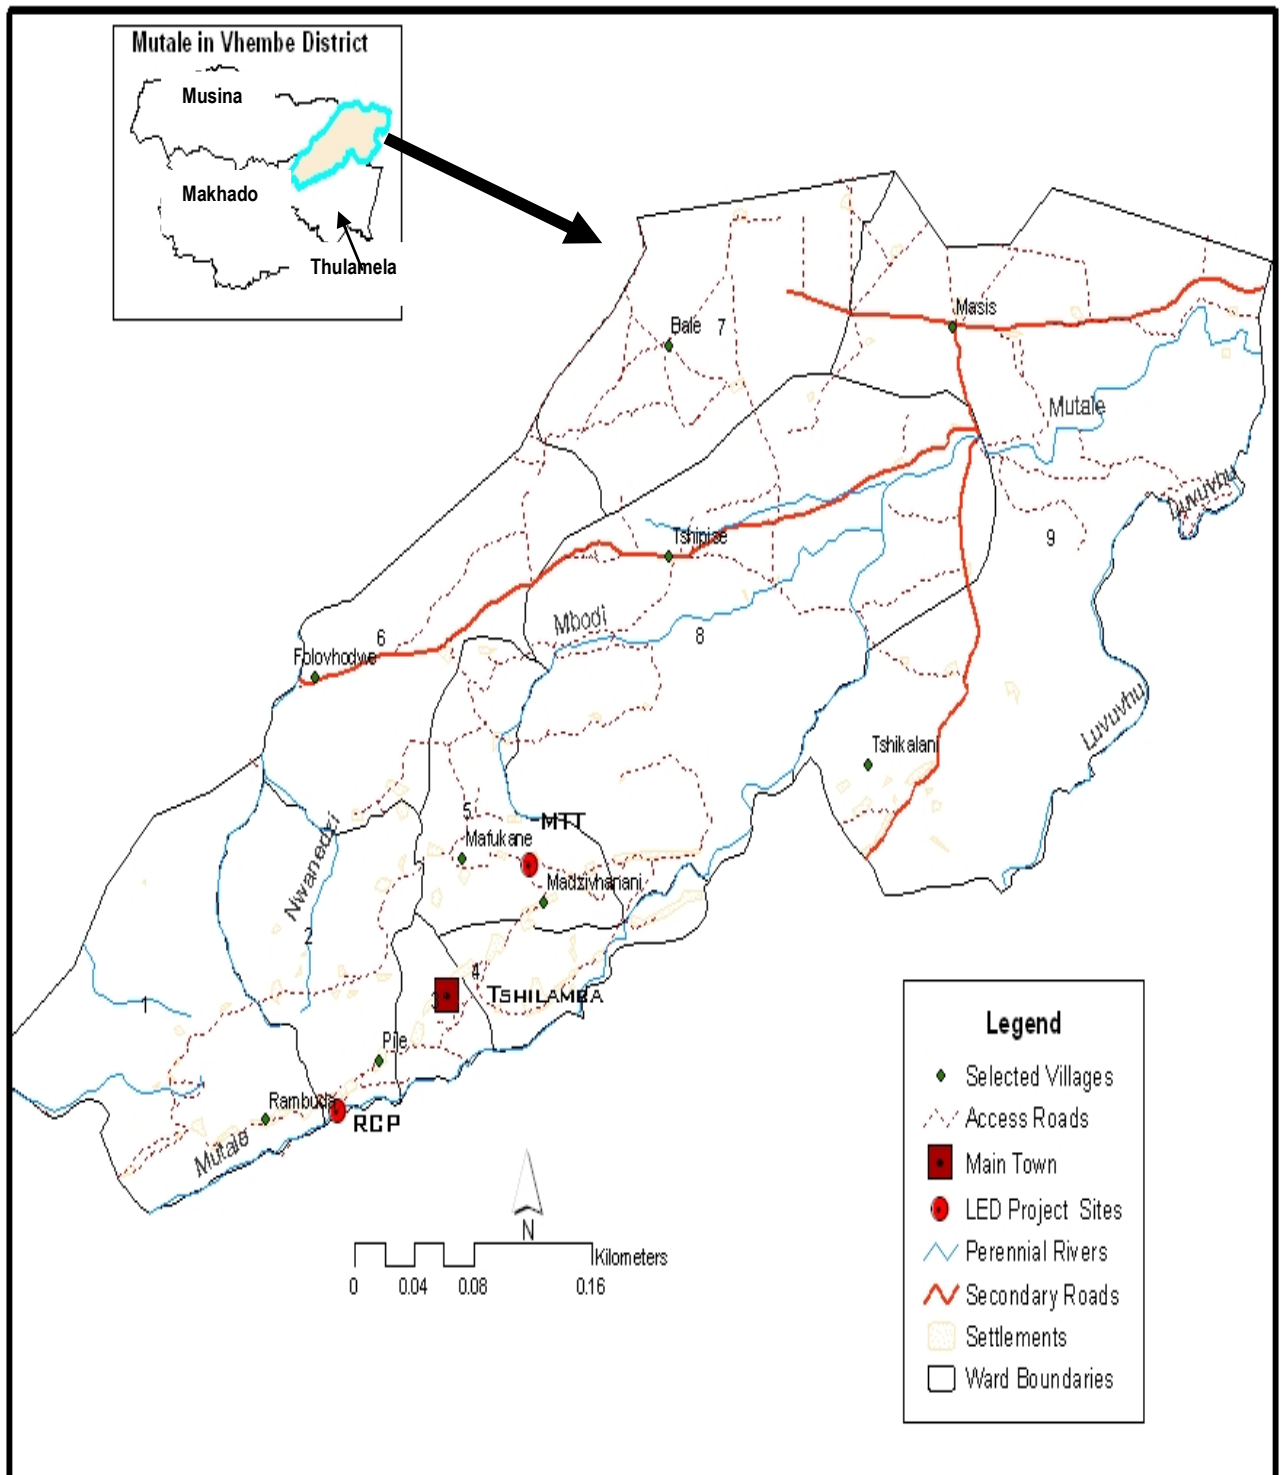 Mutale in Vhembe District
Musina
Makhado
Thulamela
Masis
Bale
7
Mutale
Luvuvhu
Tshipise
9
Mbodi
8
6
Folovhodwe
Luvuvhu
Tshikalani
5
MTT
Mafukane
Madzivhanani
Nwanedzi
2
4
1
3
TSHILAMBA
Pile
Rambuda
RCP
Mutale
N
Kilometers
0 0.04 0.08 0.16
Legend
Selected Villages
Access Roads
Main Town
LED Project Sites
Perennial Rivers
Secondary Roads
Settlements
Ward Boundaries